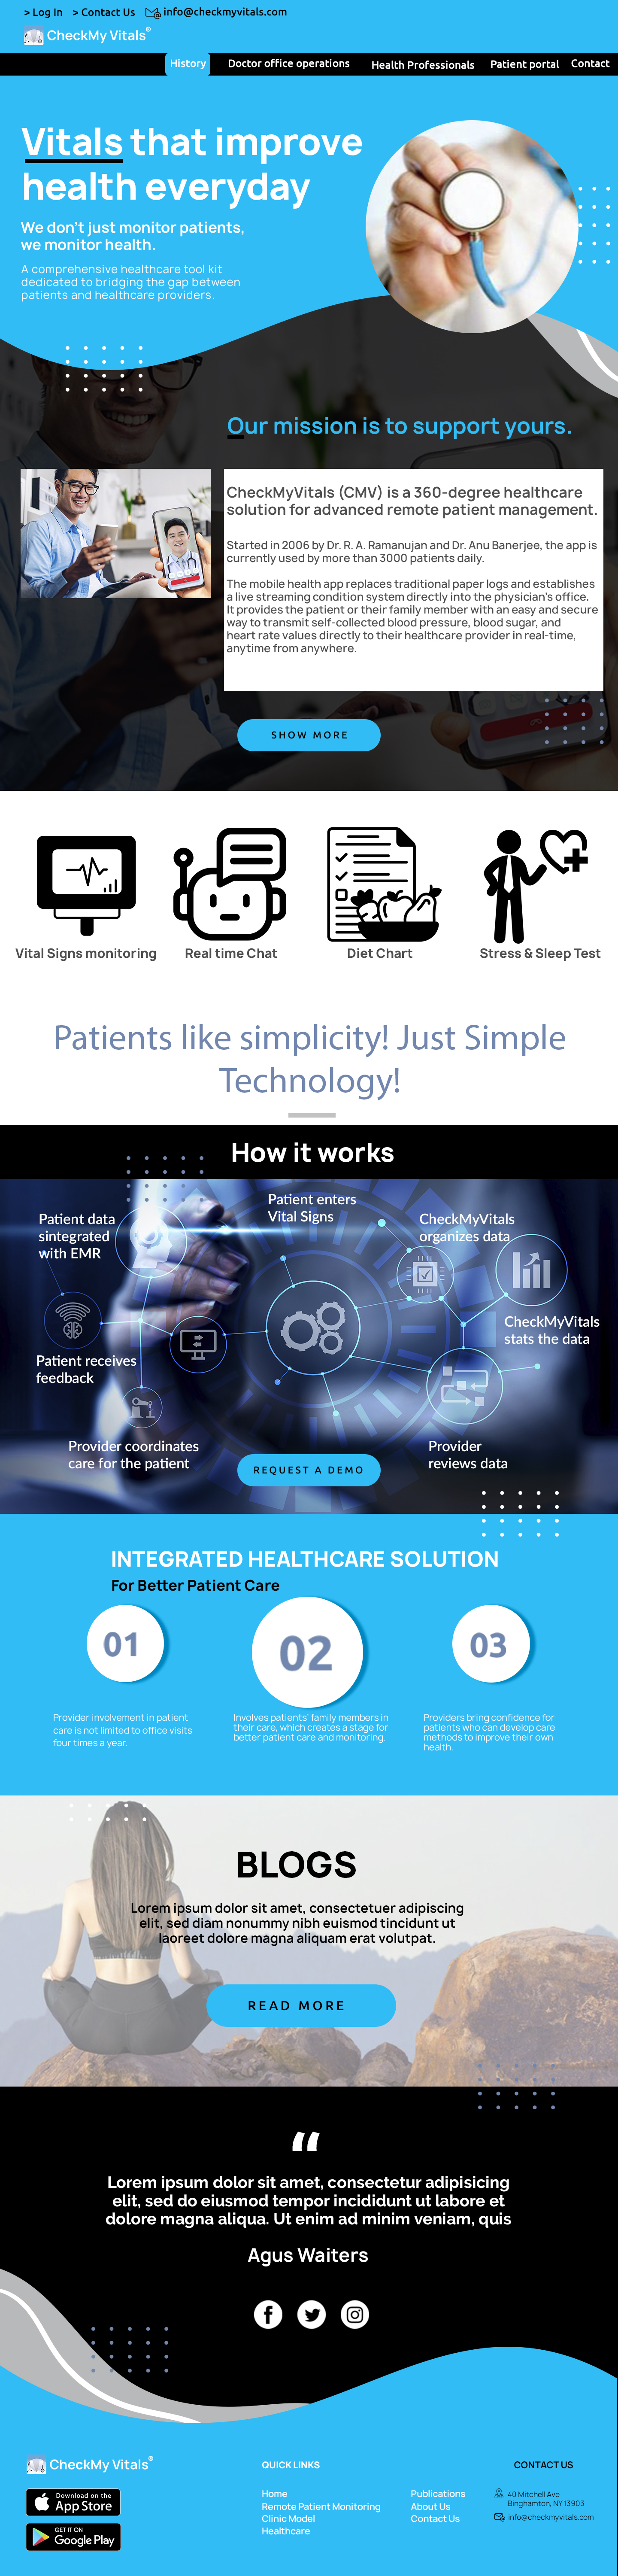 > Log In > Contact Us info@checkmyvitals.com
CheckMy Vitals®
History Doctor office operations Health Professionals Patient portal Contact
Vitals that improve
health everyday
We don't just monitor patients,
we monitor health.
A comprehensive healthcare tool kit
dedicated to bridging the gap between
patients and healthcare providers.
Our mission is to support yours.
CheckMyVitals (CMV) is a 360-degree healthcare
solution for advanced remote patient management.
Started in 2006 by Dr. R. A. Ramanujan and Dr. Anu Banerjee, the app is
currently used by more than 3000 patients daily.
The mobile health app replaces traditional paper logs and establishes
a live streaming condition system directly into the physician's office.
It provides the patient or their family member with an easy and secure
way to transmit self-collected blood pressure, blood sugar, and
heart rate values directly to their healthcare provider in real-time,
anytime from anywhere.
SHOW MORE
Vital Signs monitoring
Real time Chat
Diet Chart
Stress & Sleep Test
Patients like simplicity! Just Simple
Technology!
How it works
Patient enters
Vital Signs
Patient data
sintegrated
with EMR
CheckMyVitals
organizes data
CheckMyVitals
stats the data
Patient receives
feedback
Provider coordinates
care for the patient
Provider
reviews data
REQUEST A DEMO
INTEGRATED HEALTHCARE SOLUTION
For Better Patient Care
01
02
03
Provider involvement in patient
care is not limited to office visits
four times a year.
Involves patients' family members in
their care, which creates a stage for
better patient care and monitoring.
Providers bring confidence for
patients who can develop care
methods to improve their own
health.
BLOGS
Lorem ipsum dolor sit amet, consectetuer adipiscing
elit, sed diam nonummy nibh euismod tincidunt ut
laoreet dolore magna aliquam erat volutpat.
READ MORE
“
Lorem ipsum dolor sit amet, consectetur adipisicing
elit, sed do eiusmod tempor incididunt ut labore et
dolore magna aliqua. Ut enim ad minim veniam, quis
Agus Waiters
CheckMy Vitals®
Download on the
App Store
GET IT ON
Google Play
QUICK LINKS
Home
Remote Patient Monitoring
Clinic Model
Healthcare
Publications
About Us
Contact Us
CONTACT US
40 Mitchell Ave
Binghamton, NY 13903
info@checkmyvitals.com